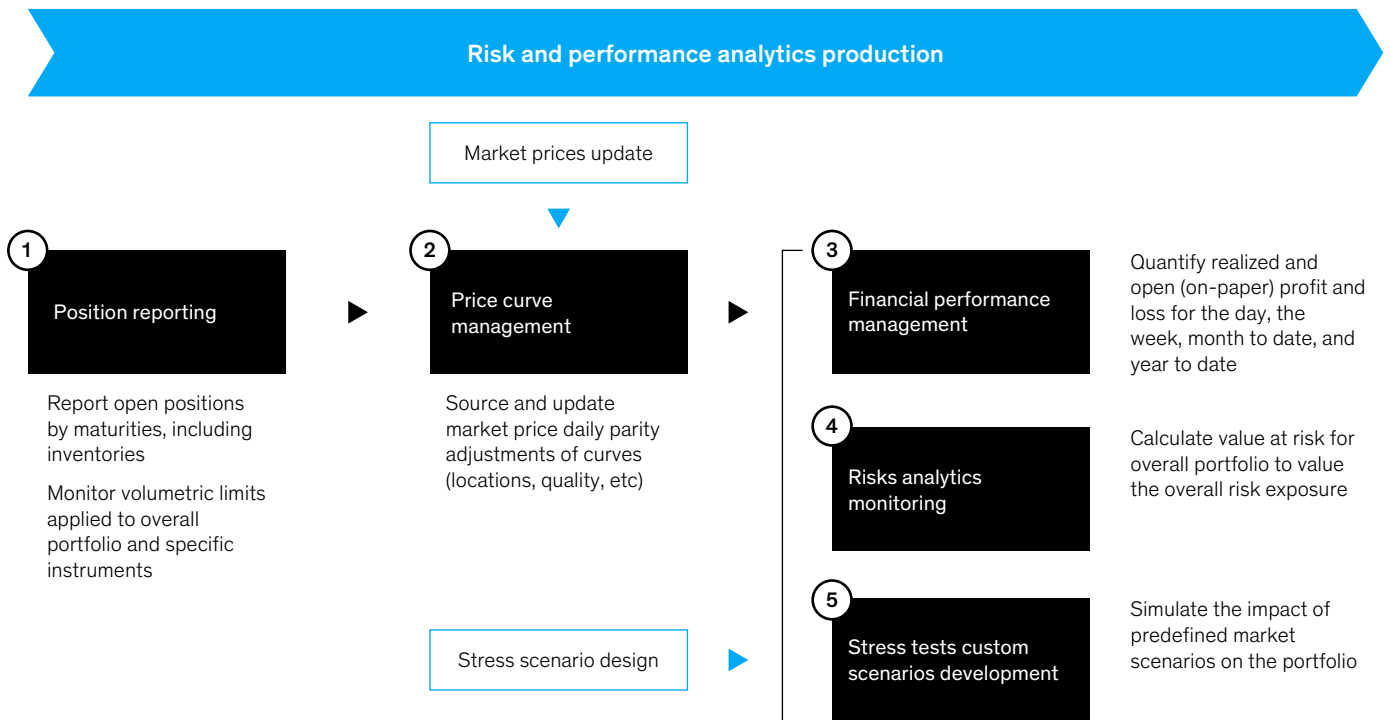 Risk and performance analytics production
Market prices update
1
Position reporting
Report open positions
by maturities, including
inventories
Monitor volumetric limits
applied to overall
portfolio and specific
instruments
2
Price curve
management
Source and update
market price daily parity
adjustments of curves
(locations, quality, etc)
Stress scenario design
3
Financial performance
management
Quantify realized and
open (on-paper) profit and
loss for the day, the
week, month to date, and
year to date
4
Risks analytics
monitoring
Calculate value at risk for
overall portfolio to value
the overall risk exposure
5
Stress tests custom
scenarios development
Simulate the impact of
predefined market
scenarios on the portfolio